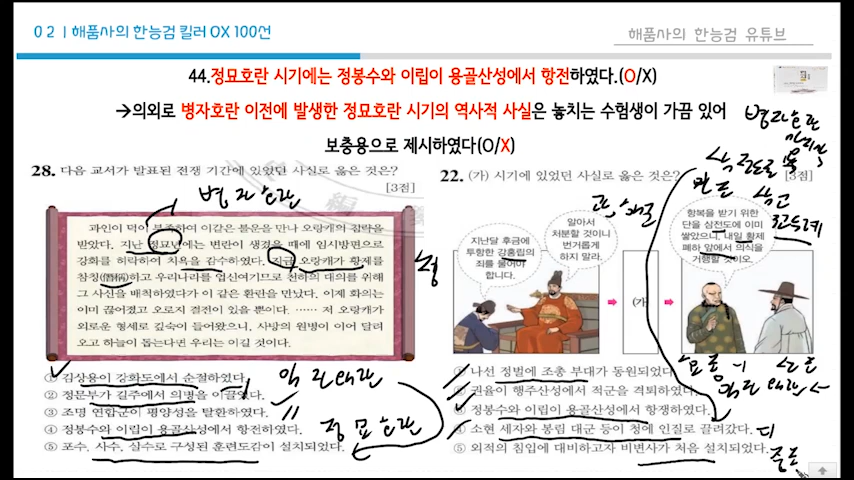 02 | 해품사의 한능검 킬러 OX 100선
해품사의 한능검 유튜브
44.정묘호란 시기에는 정봉수와 이립이 용골산성에서 항전하였다.(O/X)
→의외로 병자호란 이전에 발생한 정묘호란 시기의 역사적 사실은 놓치는 수험생이 가끔 있어
보충용으로 제시하였다(O/X)
28. 다음 교서가 발표된 전쟁 기간에 있었던 사실로 옳은 것은?
[3점]
병자호란
과인이 덕이 부족하여 이같은 불운을 만나 오랑캐의 침략을
받았다. 지난 정묘년에는 변란이 생겼을 때에 임시방편으로
강화를 허락하여 치욕을 감수하였다. 지금 오랑캐가 황제를
참칭(僭稱)하고 우리나라를 업신여기므로 천하의 대의를 위해
그 사신을 배척하였다가 이 같은 환란을 만났다. 이제 화의는
이미 끊어졌고 오로지 결전이 있을 뿐이다. …… 저 오랑캐가
외로운 형세로 깊숙이 들어왔으니, 사방의 원병이 이어 달려
오고 하늘이 돕는다면 우리는 이길 것이다.
청
① 김상용이 강화도에서 순절하였다.
② 정문부가 길주에서 의병을 이끌었다.
③ 조명 연합군이 평양성을 탈환하였다.
④ 정봉수와 이립이 용골산성에서 항전하였다.
⑤ 포수, 사수, 살수로 구성된 훈련도감이 설치되었다.
임진왜란
정묘호란
22. (가) 시기에 있었던 사실로 옳은 것은?
[3점]
병자호란
삼전도
삼고
광해군
지난달 후금에
투항한 강홍립의
죄를 물어야
합니다.
알아서
처분할 것이니
번거롭게
하지 말라.
(가)
항복을 받기 위한
단을 삼전도에 이미
쌓았으니, 내일 황제
폐하 앞에서 의식을
거행할 것이오.
① 나선 정벌에 조총 부대가 동원되었다.
② 권율이 행주산성에서 적군을 격퇴하였다.
③ 정봉수와 이립이 용골산성에서 항쟁하였다.
④ 소현 세자와 봉림 대군 등이 청에 인질로 끌려갔다.
⑤ 외적의 침입에 대비하고자 비변사가 처음 설치되었다.
효종
선조
임진왜란
중종